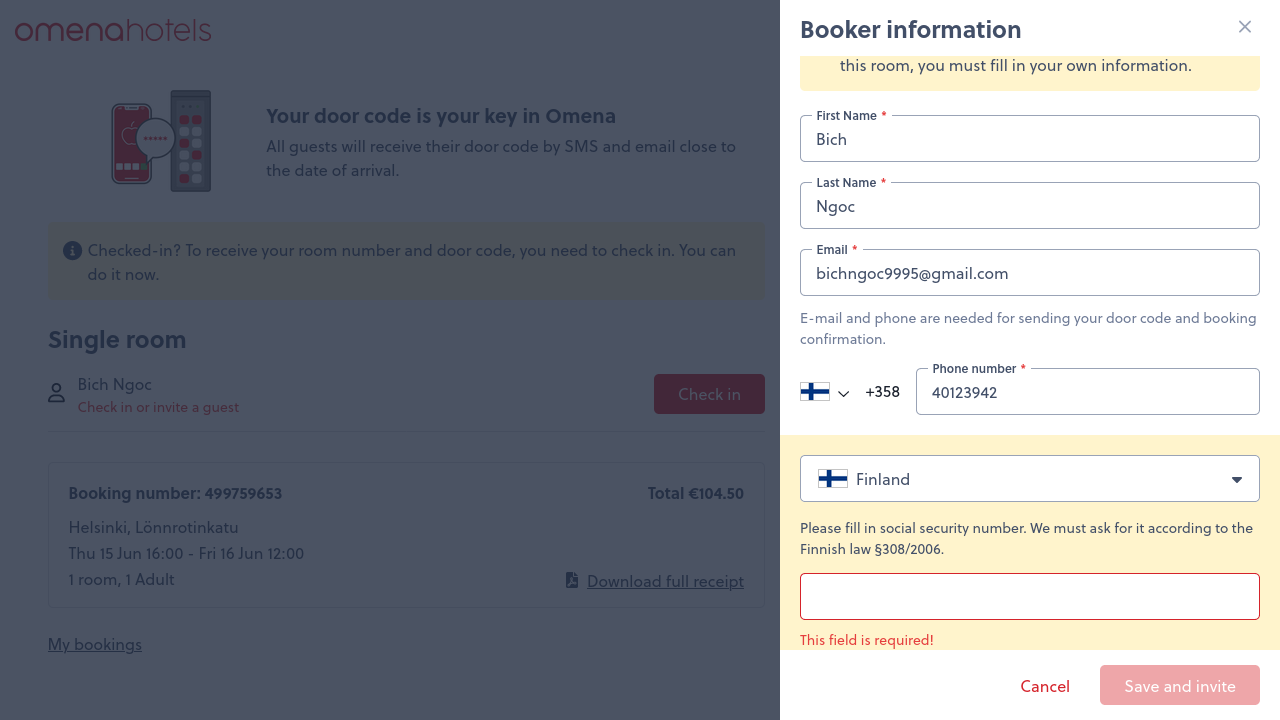 omenahotels
Your door code is your key in Omena
All guests will receive their door code by SMS and email close to
the date of arrival.
Checked-in? To receive your room number and door code, you need to check in. You can
do it now.
Single room
Bich Ngoc
Check in or invite a guest
Check in
Booking number: 499759653
Total €104.50
Helsinki, Lönnrotinkatu
Thu 15 Jun 16:00 - Fri 16 Jun 12:00
1 room, 1 Adult
Download full receipt
My bookings
Booker information
this room, you must fill in your own information.
First Name *
Bich
Last Name *
Ngoc
Email *
bichngoc9995@gmail.com
E-mail and phone are needed for sending your door code and booking
confirmation.
Phone number *
+358
40123942
Finland
Please fill in social security number. We must ask for it according to the
Finnish law §308/2006.
This field is required!
Cancel
Save and invite